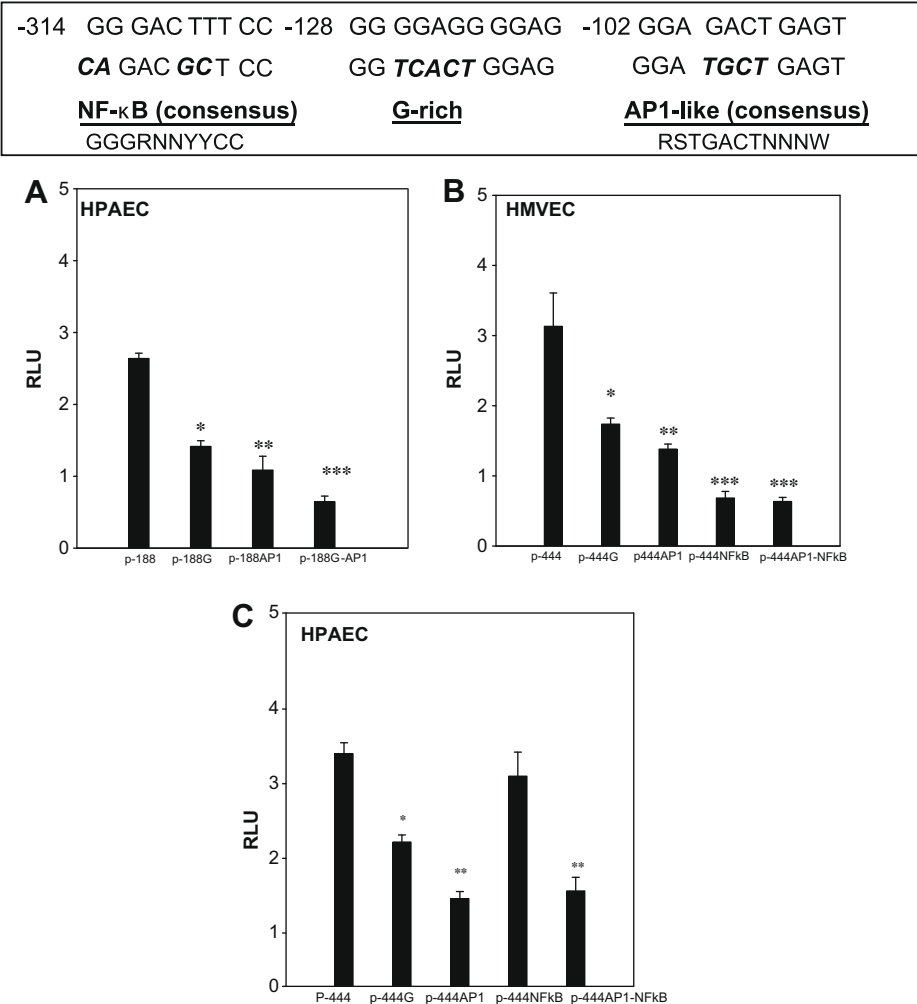 -314 GG GAC TTT CC -128 GG GGAGG GGAG -102 GGA GACT GAGT
CA GAC GCT CC GG TCACT GGAG GGA TGCT GAGT
NF-κB (consensus) G-rich AP1-like (consensus)
GGGRNNYYCC RSTGACTNNNW
A
HPAEC
5
4
3
2
1
0
RLU
*
**
***
p-188 p-188G p-188AP1 p-188G-AP1
B
HMVEC
5
4
3
2
1
0
RLU
*
**
***
***
p-444 p-444G p444AP1 p-444NFkB p-444AP1-NFkB
C
HPAEC
5
4
3
2
1
0
RLU
*
**
**
P-444 p-444G p-444AP1 p-444NFkB p-444AP1-NFkB